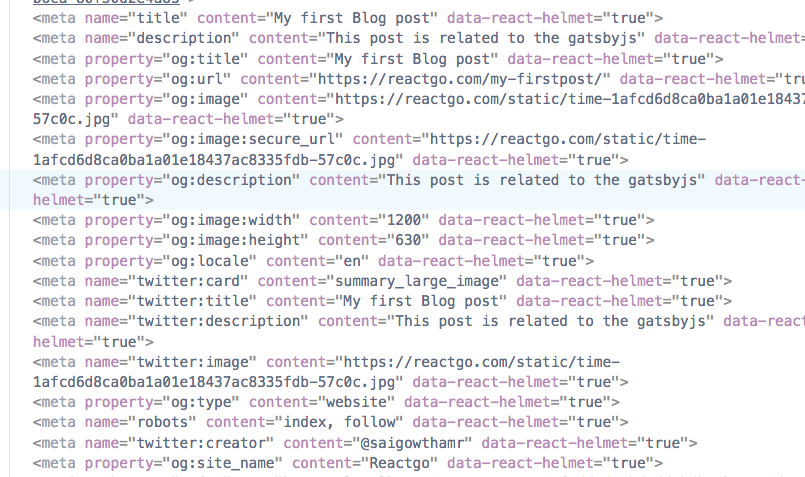 <meta name="title" content="My first Blog post" data-react-helmet="true">
<meta name="description" content="This post is related to the gatsbyjs" data-react-helmet=
<meta property="og:title" content="My first Blog post" data-react-helmet="true">
<meta property="og:url" content="https://reactgo.com/my-firstpost/" data-react-helmet="tru
<meta property="og:image" content="https://reactgo.com/static/time-1afcd6d8ca0ba1a01e18437
57c0c.jpg" data-react-helmet="true">
<meta property="og:image:secure_url" content="https://reactgo.com/static/time-
1afcd6d8ca0ba1a01e18437ac8335fdb-57c0c.jpg" data-react-helmet="true">
<meta property="og:description" content="This post is related to the gatsbyjs" data-react-
helmet="true">
<meta property="og:image:width" content="1200" data-react-helmet="true">
<meta property="og:image:height" content="630" data-react-helmet="true">
<meta property="og:locale" content="en" data-react-helmet="true">
<meta name="twitter:card" content="summary_large_image" data-react-helmet="true">
<meta name="twitter:title" content="My first Blog post" data-react-helmet="true">
<meta name="twitter:description" content="This post is related to the gatsbyjs" data-react-
helmet="true">
<meta name="twitter:image" content="https://reactgo.com/static/time-
1afcd6d8ca0ba1a01e18437ac8335fdb-57c0c.jpg" data-react-helmet="true">
<meta property="og:type" content="website" data-react-helmet="true">
<meta name="robots" content="index, follow" data-react-helmet="true">
<meta name="twitter:creator" content="@saigowthamr" data-react-helmet="true">
<meta property="og:site_name" content="Reactgo" data-react-helmet="true">